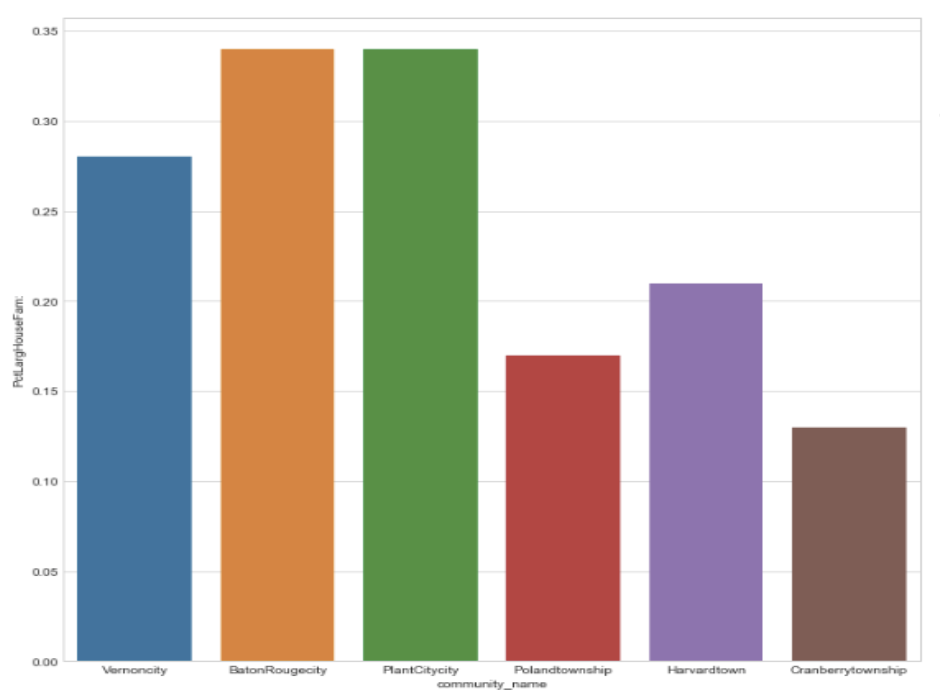 0.35
0.30
0.25
0.20
0.15
0.10
0.05
0.00
PctLargHouseFam:
Vernoncity BatonRougecity PlantCitycity Polandtownship Harvardtown Cranberrytownship
community_name